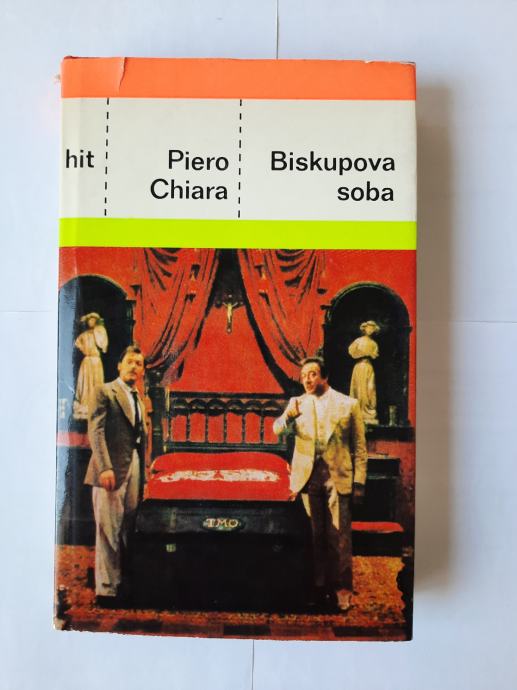 hit
Piero
Chiara
Biskupova
soba
TMO